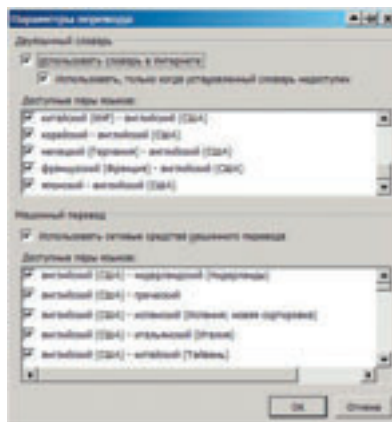 Параметры перевода
Двуязычный словарь
Использовать словарь в Интернете
Использовать, только когда установленный словарь недоступен
Доступные пары языков:
китайский (КНР) - английский (США)
корейский - английский (США)
немецкий (Германия) - английский (США)
французский (Франция) - английский (США)
японский - английский (США)
Машинный перевод
Использовать сетевые средства машинного перевода
Доступные пары языков:
английский (США) - нидерландский (Нидерланды)
английский (США) - греческий
английский (США) - испанский (Испания, новая сортировка)
английский (США) - итальянский (Италия)
английский (США) - китайский (Тайвань)
ОК
Отмена